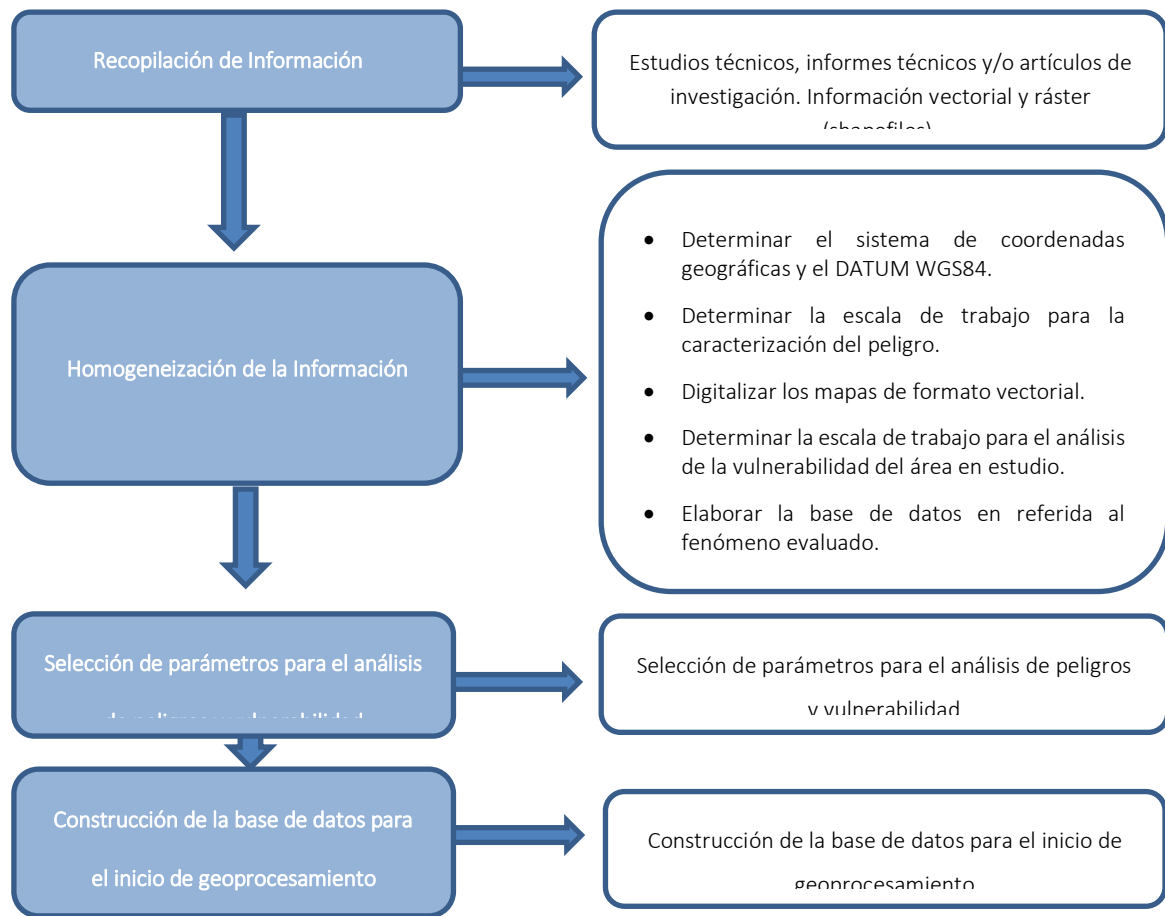 Recopilación de Información
Estudios técnicos, informes técnicos y/o artículos de
investigación. Información vectorial y ráster
Homogeneización de la Información
• Determinar el sistema de coordenadas
geográficas y el DATUM WGS84.
• Determinar la escala de trabajo para la
caracterización del peligro.
• Digitalizar los mapas de formato vectorial.
• Determinar la escala de trabajo para el análisis
de la vulnerabilidad del área en estudio.
• Elaborar la base de datos en referida al
fenómeno evaluado.
Selección de parámetros para el análisis
Selección de parámetros para el análisis de peligros
y vulnerabilidad
Construcción de la base de datos para
el inicio de geoprocesamiento
Construcción de la base de datos para el inicio de
geoprocesamiento